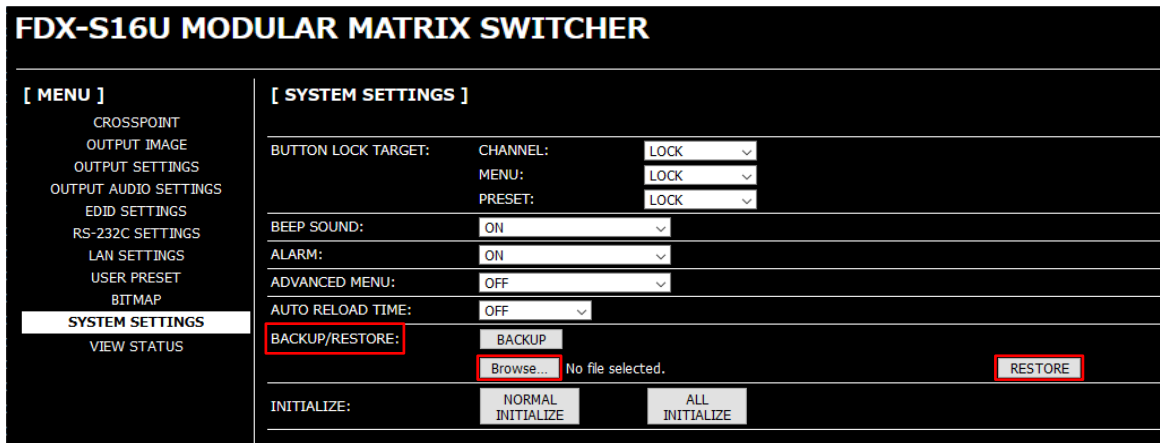 FDX-S16U MODULAR MATRIX SWITCHER
[ MENU ]
CROSSPOINT
OUTPUT IMAGE
OUTPUT SETTINGS
OUTPUT AUDIO SETTINGS
EDID SETTINGS
RS-232C SETTINGS
LAN SETTINGS
USER PRESET
BITMAP
SYSTEM SETTINGS
VIEW STATUS
[ SYSTEM SETTINGS ]
BUTTON LOCK TARGET: CHANNEL: LOCK
MENU: LOCK
PRESET: LOCK
BEEP SOUND: ON
ALARM: ON
ADVANCED MENU: OFF
AUTO RELOAD TIME: OFF
BACKUP/RESTORE: BACKUP
Browse... No file selected. RESTORE
INITIALIZE: NORMAL INITIALIZE ALL INITIALIZE